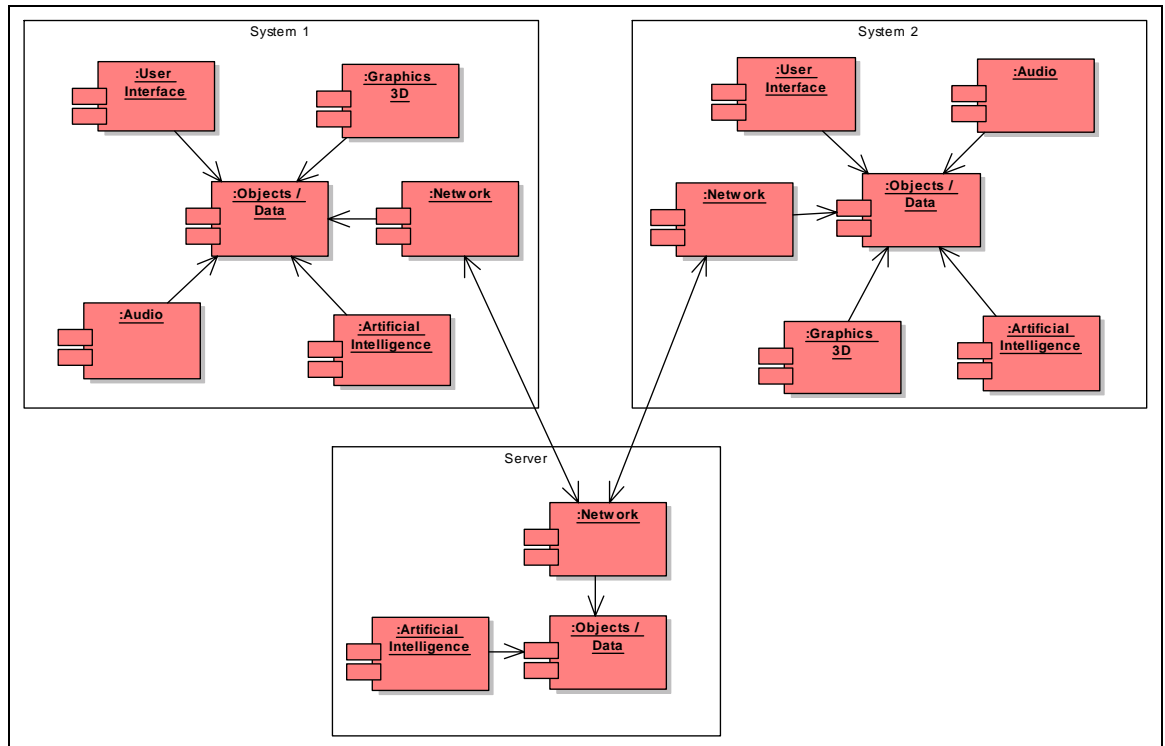 System 1
:User
Interface
:Graphics
3D
:Objects /
Data
:Network
:Audio
:Artificial
Intelligence
System 2
:User
Interface
:Audio
:Objects /
Data
:Network
:Graphics
3D
:Artificial
Intelligence
Server
:Network
:Artificial
Intelligence
:Objects /
Data